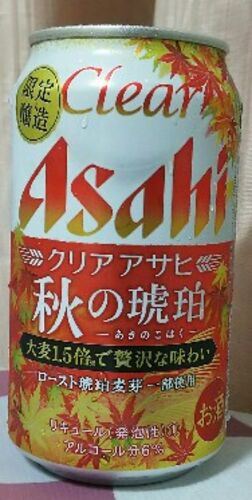 限定
醸造
Clear
Asahi
クリア アサヒ
秋の琥珀
あきのこはく
大麦1.5倍で贅沢な味わい
ロースト琥珀麦芽一部使用
お酒
リキュール(発泡性)①
アルコール分6%